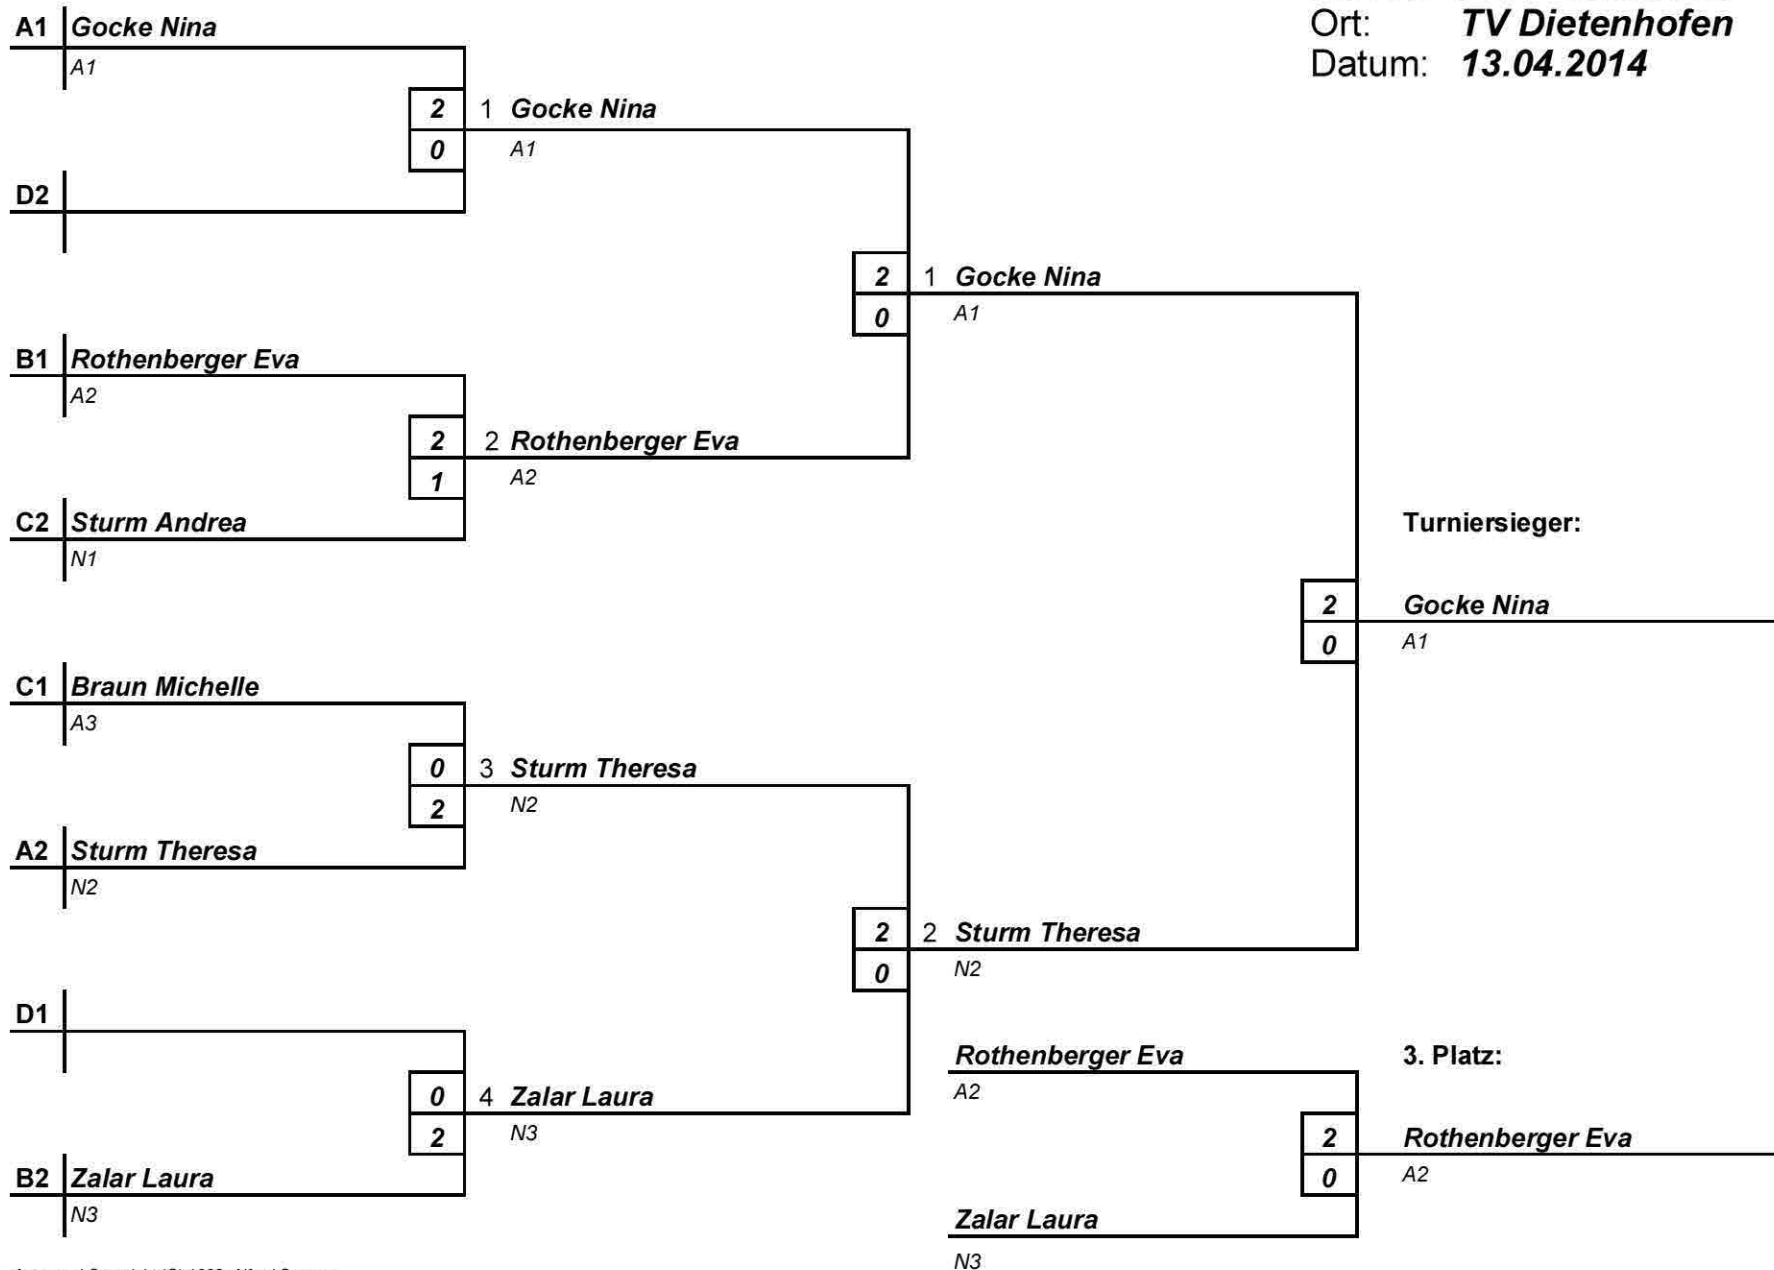 Ort: TV Dietenhofen
Datum: 13.04.2014
A1 Gocke Nina
A1
2 1 Gocke Nina
0 A1
D2
2 1 Gocke Nina
0 A1
B1 Rothenberger Eva
A2
2 2 Rothenberger Eva
1 A2
C2 Sturm Andrea
N1
Turniersieger:
2 Gocke Nina
0 A1
C1 Braun Michelle
A3
0 3 Sturm Theresa
2 N2
A2 Sturm Theresa
N2
2 2 Sturm Theresa
0 N2
D1
Rothenberger Eva
A2
3. Platz:
0 4 Zalar Laura
2 N3
2 Rothenberger Eva
0 A2
B2 Zalar Laura
N3
Zalar Laura
N3